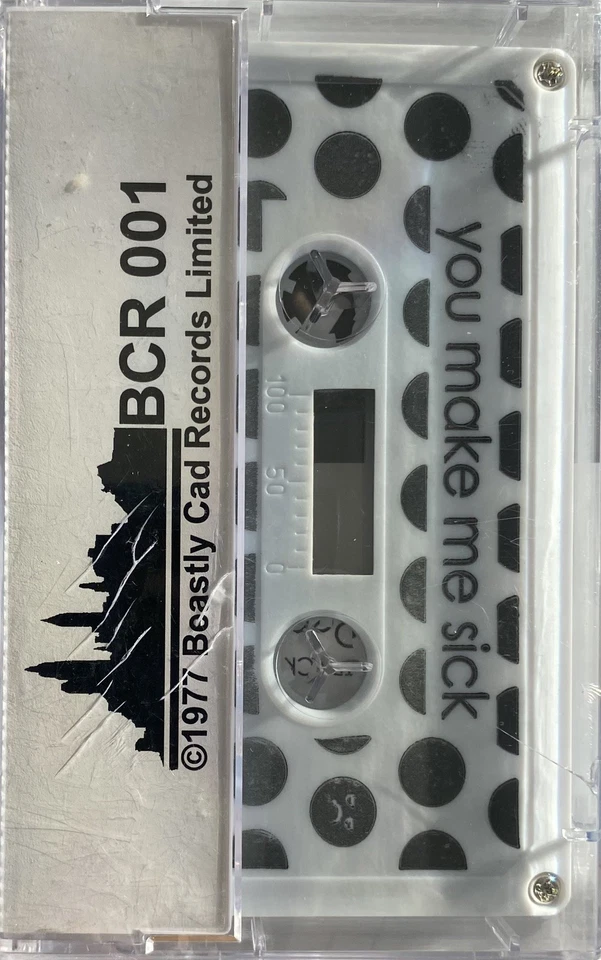 BCR 001
©1977 Beastly Cad Records Limited
you make me sick
100 50 0